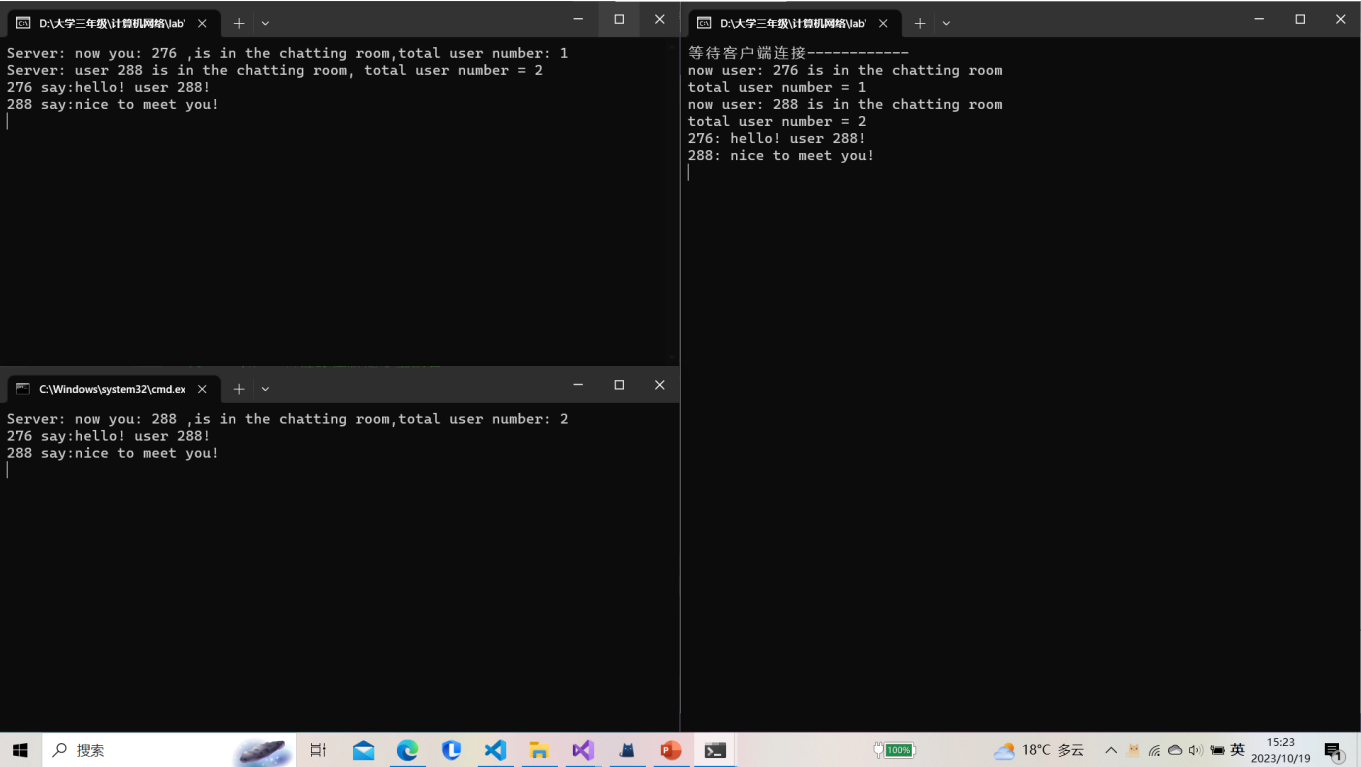 D:\大学三年级\计算机网络\lab'
Server: now you: 276 ,is in the chatting room,total user number: 1
Server: user 288 is in the chatting room, total user number = 2
276 say:hello! user 288!
288 say:nice to meet you!
C:\Windows\system32\cmd.ex
Server: now you: 288 ,is in the chatting room,total user number: 2
276 say:hello! user 288!
288 say:nice to meet you!
D:\大学三年级\计算机网络\lab'
等待客户端连接------------
now user: 276 is in the chatting room
total user number = 1
now user: 288 is in the chatting room
total user number = 2
276: hello! user 288!
288: nice to meet you!
搜索
100%
18°C 多云
英
15:23
2023/10/19
1